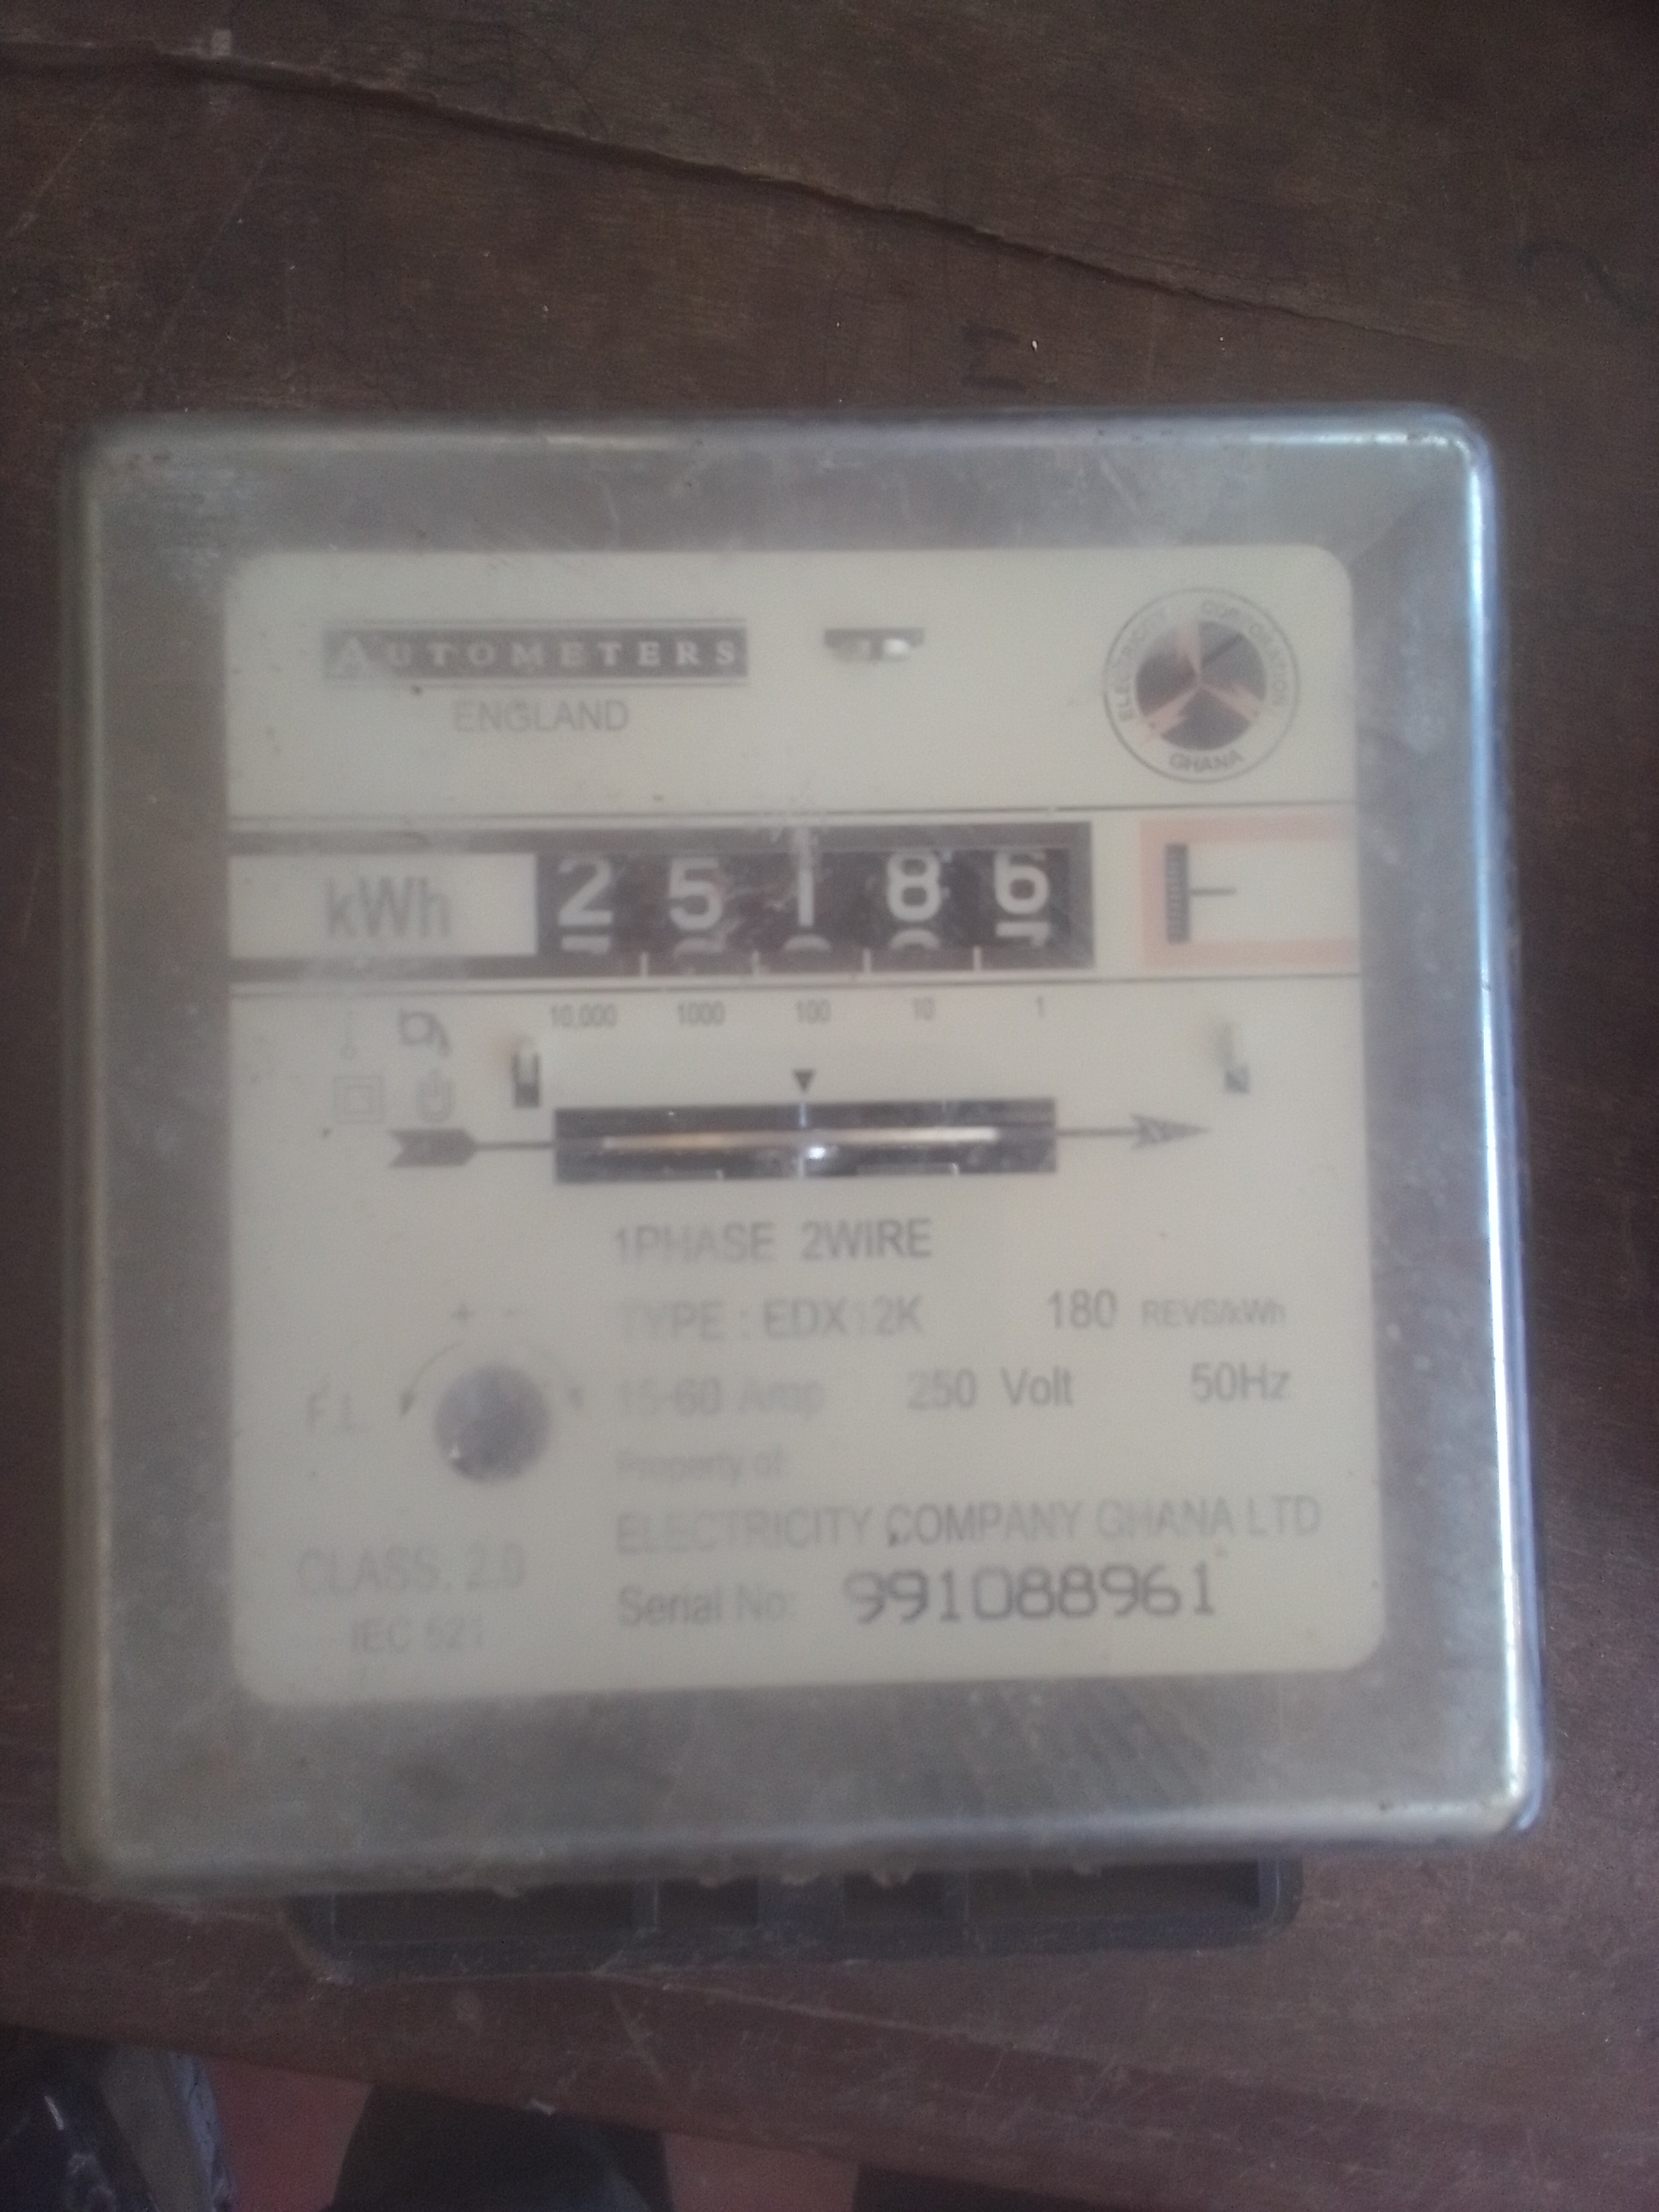 AUTOMETERS
ENGLAND
ELECTRICITY CORPORATION
GHANA
kWh
2 5 1 8 6
10,000 1000 100 10 1
1PHASE 2WIRE
TYPE : EDX12K 180 REVS/kWh
15-60 Amp 250 Volt 50Hz
+ -
F.L
Property of:
ELECTRICITY COMPANY GHANA LTD
CLASS. 2.0
Serial No: 991088961
IEC 521